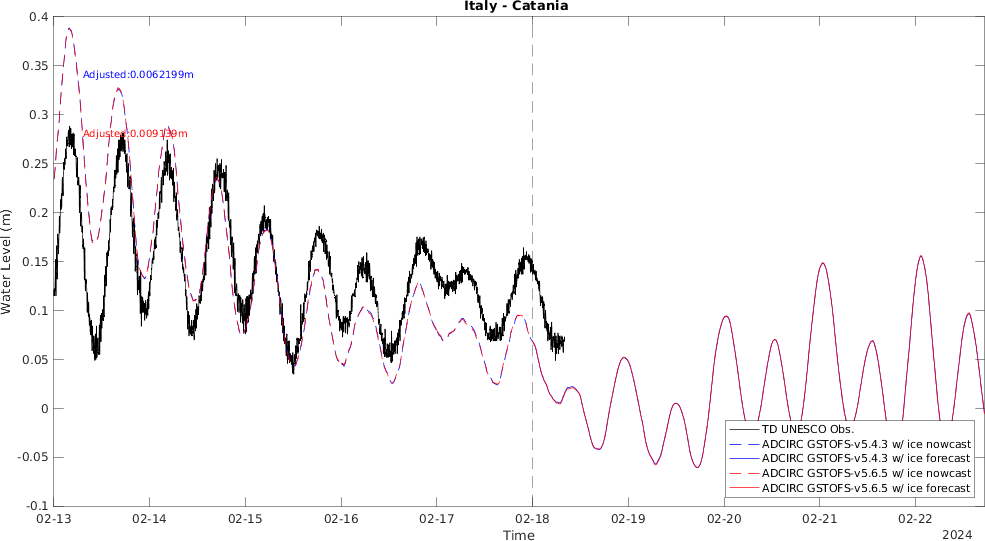 Italy - Catania
Water Level (m)
0.4
0.35
0.3
0.25
0.2
0.15
0.1
0.05
0
-0.05
-0.1
Adjusted:0.0062199m
Adjusted:0.009139m
TD UNESCO Obs.
ADCIRC GSTOFS-v5.4.3 w/ ice nowcast
ADCIRC GSTOFS-v5.4.3 w/ ice forecast
ADCIRC GSTOFS-v5.6.5 w/ ice nowcast
ADCIRC GSTOFS-v5.6.5 w/ ice forecast
02-13 02-14 02-15 02-16 02-17 02-18 02-19 02-20 02-21 02-22
Time
2024